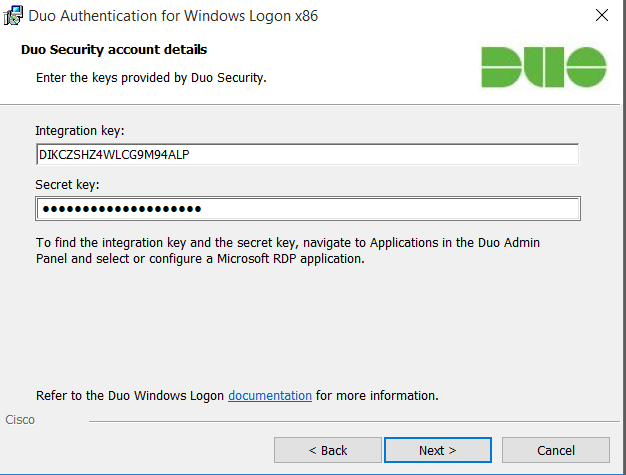 Duo Authentication for Windows Logon x86
Duo Security account details
Enter the keys provided by Duo Security.
DUO
Integration key:
DIKCZSHZ4WLCG9M94ALP
Secret key:
●●●●●●●●●●●●●●●●●●●●
To find the integration key and the secret key, navigate to Applications in the Duo Admin
Panel and select or configure a Microsoft RDP application.
Refer to the Duo Windows Logon documentation for more information.
Cisco
< Back
Next >
Cancel